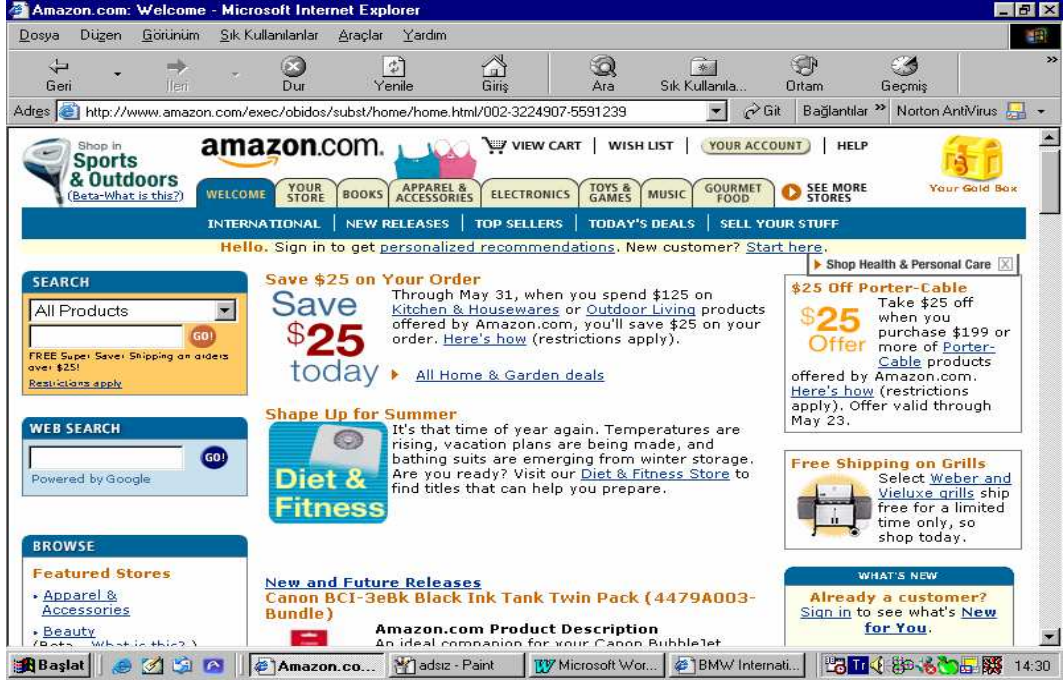 Amazon.com: Welcome - Microsoft Internet Explorer
Dosya Düzen Görünüm Sık Kullanılanlar Araçlar Yardım
Geri İleri Dur Yenile Giriş Ara Sık Kullanıla... Ortam Geçmiş »
Adres http://www.amazon.com/exec/obidos/subst/home/home.html/002-3224907-5591239 Git Bağlantılar » Norton AntiVirus
Shop in
Sports
& Outdoors
(Beta-What is this?)
amazon.com.
VIEW CART | WISH LIST | YOUR ACCOUNT | HELP
Your Gold Box
WELCOME
YOUR STORE
BOOKS
APPAREL & ACCESSORIES
ELECTRONICS
TOYS & GAMES
MUSIC
GOURMET FOOD
SEE MORE STORES
INTERNATIONAL | NEW RELEASES | TOP SELLERS | TODAY'S DEALS | SELL YOUR STUFF
Hello. Sign in to get personalized recommendations. New customer? Start here.
Shop Health & Personal Care X
SEARCH
All Products
GO!
FREE Super Saver Shipping on orders
over $25!
Restrictions apply
WEB SEARCH
GO!
Powered by Google
BROWSE
Featured Stores
• Apparel &
Accessories
• Beauty
(Beta - What is this?)
Save $25 on Your Order
Save
$25
today
Through May 31, when you spend $125 on
Kitchen & Housewares or Outdoor Living products
offered by Amazon.com, you'll save $25 on your
order. Here's how (restrictions apply).
All Home & Garden deals
Shape Up for Summer
Diet &
Fitness
It's that time of year again. Temperatures are
rising, vacation plans are being made, and
bathing suits are emerging from winter storage.
Are you ready? Visit our Diet & Fitness Store to
find titles that can help you prepare.
New and Future Releases
Canon BCI-3eBk Black Ink Tank Twin Pack (4479A003-
Bundle)
Amazon.com Product Description
An ideal companion for your Canon BubbleJet
$25 Off Porter-Cable
$25
Offer
Take $25 off
when you
purchase $199 or
more of Porter-
Cable products
offered by Amazon.com.
Here's how (restrictions
apply). Offer valid through
May 23.
Free Shipping on Grills
Select Weber and
Vieluxe grills ship
free for a limited
time only, so
shop today.
WHAT'S NEW
Already a customer?
Sign in to see what's New
for You.
Başlat Amazon.co... adsız - Paint Microsoft Wor... BMW Internati... Tr 14:30